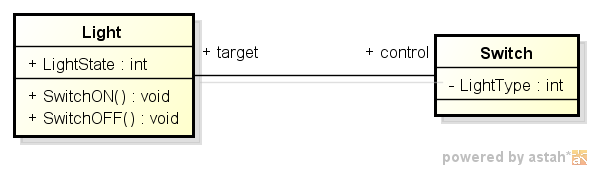 Light
+ LightState : int
+ SwitchON() : void
+ SwitchOFF() : void
+ target
+ control
Switch
- LightType : int
powered by astah*